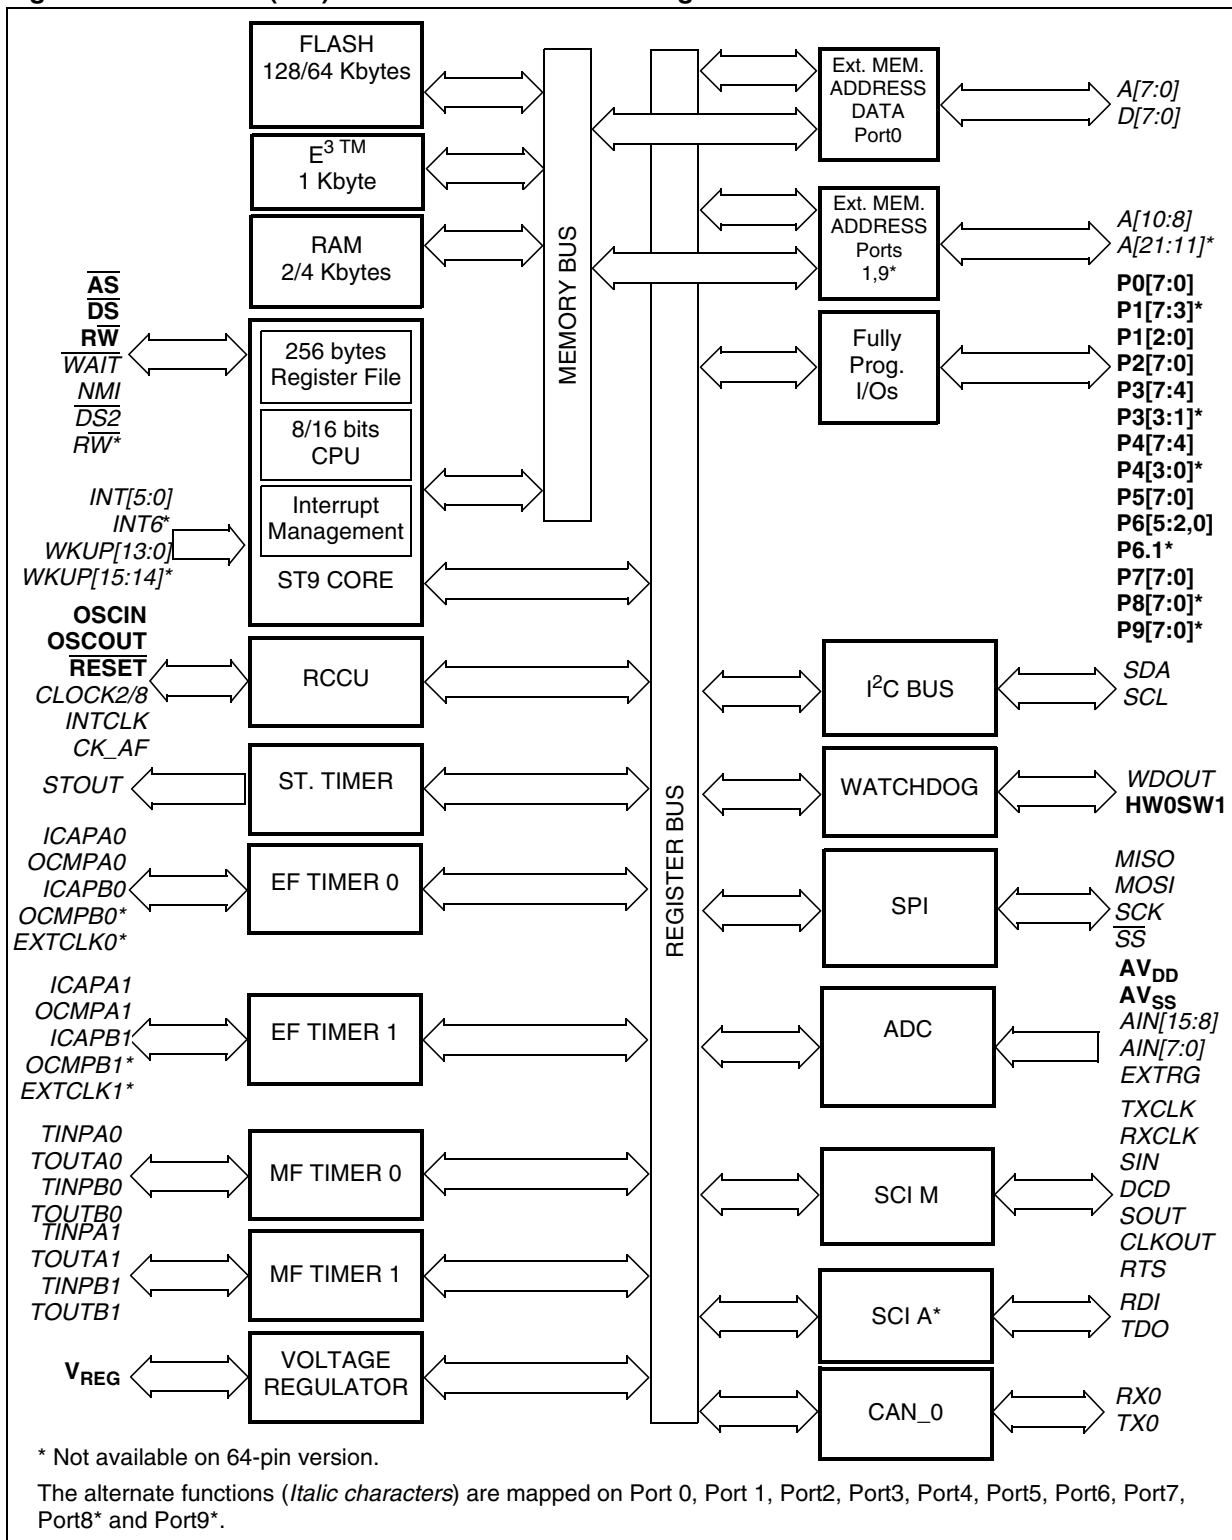 FLASH
128/64 Kbytes
E³ ™
1 Kbyte
RAM
2/4 Kbytes
A̅S̅
D̅S̅
RW̅
W̅A̅I̅T̅
NMI
D̅S̅2̅
RW̅*
256 bytes
Register File
8/16 bits
CPU
Interrupt
Management
ST9 CORE
INT[5:0]
INT6*
WKUP[13:0]
WKUP[15:14]*
OSCIN
OSCOUT
R̅E̅S̅E̅T̅
CLOCK2/8
INTCLK
CK_AF
RCCU
STOUT
ST. TIMER
ICAPA0
OCMPA0
ICAPB0
OCMPB0*
EXTCLK0*
EF TIMER 0
ICAPA1
OCMPA1
ICAPB1
OCMPB1*
EXTCLK1*
EF TIMER 1
TINPA0
TOUTA0
TINPB0
TOUTB0
MF TIMER 0
TINPA1
TOUTA1
TINPB1
TOUTB1
MF TIMER 1
VREG
VOLTAGE
REGULATOR
MEMORY BUS
REGISTER BUS
Ext. MEM.
ADDRESS
DATA
Port0
A[7:0]
D[7:0]
Ext. MEM.
ADDRESS
Ports
1,9*
A[10:8]
A[21:11]*
Fully
Prog.
I/Os
P0[7:0]
P1[7:3]*
P1[2:0]
P2[7:0]
P3[7:4]
P3[3:1]*
P4[7:4]
P4[3:0]*
P5[7:0]
P6[5:2,0]
P6.1*
P7[7:0]
P8[7:0]*
P9[7:0]*
I²C BUS
SDA
SCL
WATCHDOG
WDOUT
HW0SW1
SPI
MISO
MOSI
SCK
S̅S̅
ADC
AVDD
AVSS
AIN[15:8]
AIN[7:0]
EXTRG
SCI M
TXCLK
RXCLK
SIN
DCD
SOUT
CLKOUT
RTS
SCI A*
RDI
TDO
CAN_0
RX0
TX0
* Not available on 64-pin version.
The alternate functions (Italic characters) are mapped on Port 0, Port 1, Port2, Port3, Port4, Port5, Port6, Port7,
Port8* and Port9*.